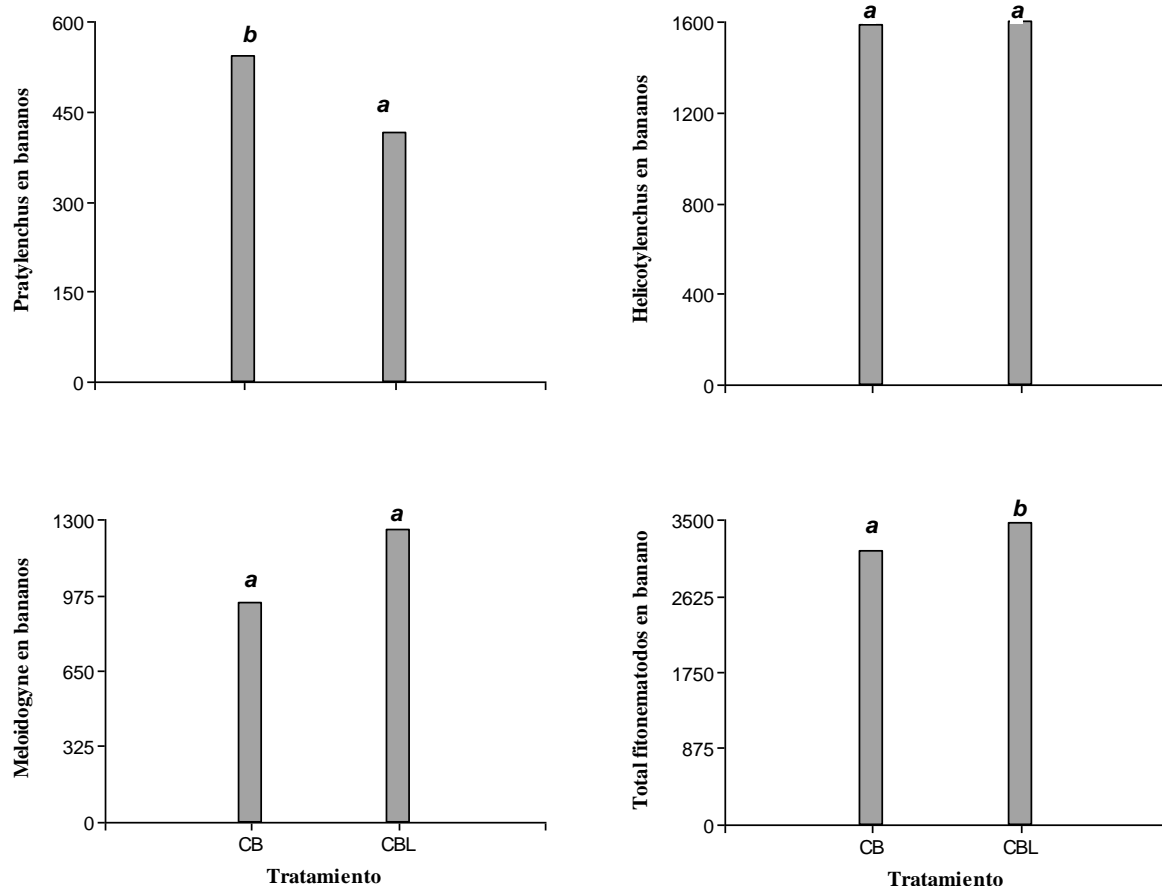 Pratylenchus en bananos
600
450
300
150
0
b
a
Helicotylenchus en bananos
1600
1200
800
400
0
a
a
Meloidogyne en bananos
1300
975
650
325
0
a
a
CB
CBL
Tratamiento
Total fitonematodos en banano
3500
2625
1750
875
0
a
b
CB
CBL
Tratamiento